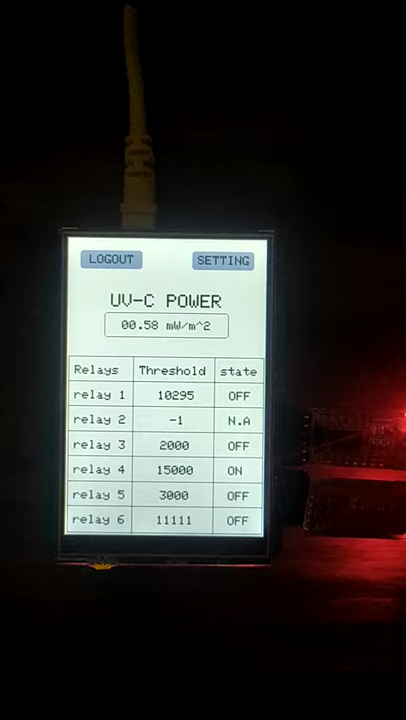 LOGOUT SETTING
UV-C POWER
00.58 mW/m^2
Relays Threshold state
relay 1 10295 OFF
relay 2 -1 N.A
relay 3 2000 OFF
relay 4 15000 ON
relay 5 3000 OFF
relay 6 11111 OFF